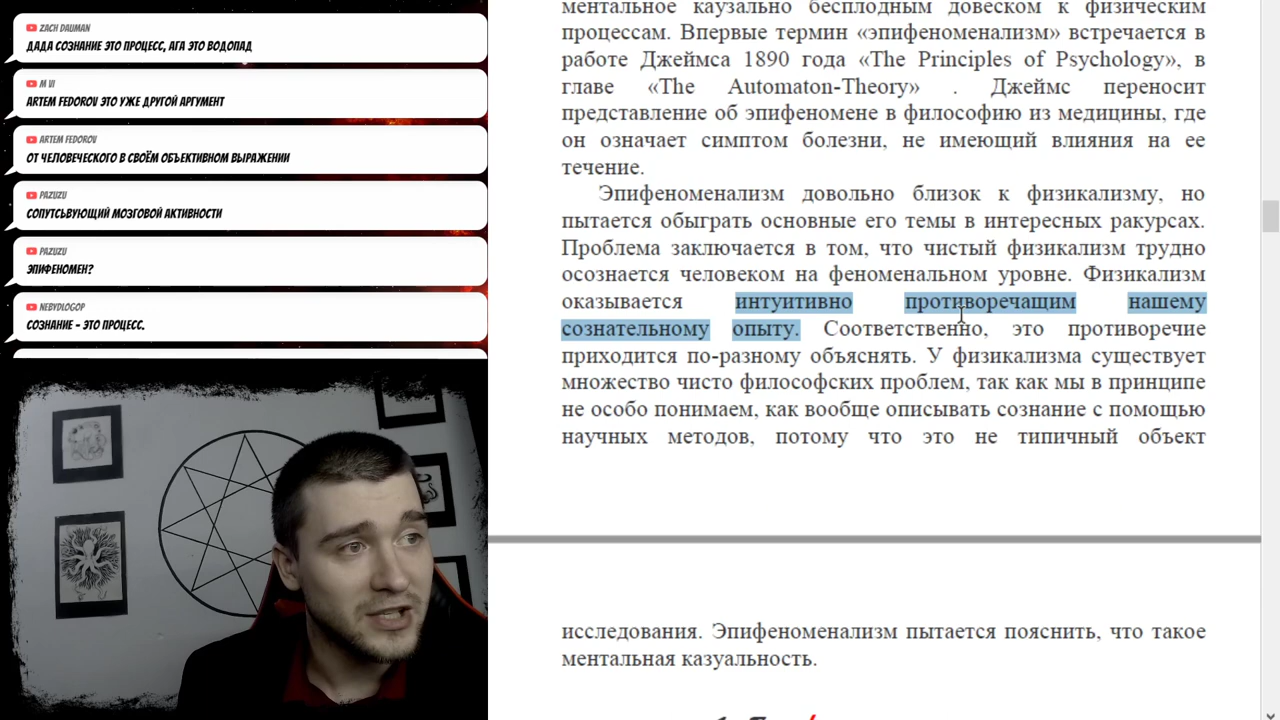 ZACH DAUMAN
ДАДА СОЗНАНИЕ ЭТО ПРОЦЕСС, АГА ЭТО ВОДОПАД
M VI
ARTEM FEDOROV ЭТО УЖЕ ДРУГОЙ АРГУМЕНТ
ARTEM FEDOROV
ОТ ЧЕЛОВЕЧЕСКОГО В СВОЁМ ОБЪЕКТИВНОМ ВЫРАЖЕНИИ
PAZUZU
СОПУТСЬВУЮЩИЙ МОЗГОВОЙ АКТИВНОСТИ
PAZUZU
ЭПИФЕНОМЕН?
NEBYDLOGOP
СОЗНАНИЕ - ЭТО ПРОЦЕСС.
ментальное каузально бесплодным довеском к физическим
процессам. Впервые термин «эпифеноменализм» встречается в
работе Джеймса 1890 года «The Principles of Psychology», в
главе «The Automaton-Theory» . Джеймс переносит
представление об эпифеномене в философию из медицины, где
он означает симптом болезни, не имеющий влияния на ее
течение.
Эпифеноменализм довольно близок к физикализму, но
пытается обыграть основные его темы в интересных ракурсах.
Проблема заключается в том, что чистый физикализм трудно
осознается человеком на феноменальном уровне. Физикализм
оказывается интуитивно противоречащим нашему
сознательному опыту. Соответственно, это противоречие
приходится по-разному объяснять. У физикализма существует
множество чисто философских проблем, так как мы в принципе
не особо понимаем, как вообще описывать сознание с помощью
научных методов, потому что это не типичный объект
исследования. Эпифеноменализм пытается пояснить, что такое
ментальная казуальность.